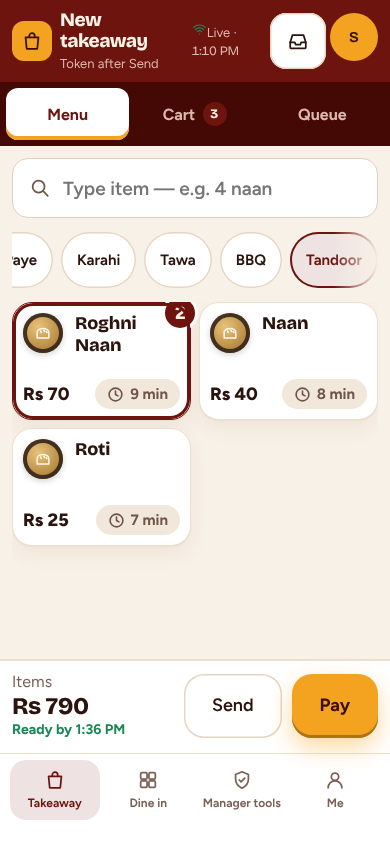 New
takeaway
Token after Send
Live ·
1:10 PM
S
Menu
Cart 3
Queue
Type item — e.g. 4 naan
Paye
Karahi
Tawa
BBQ
Tandoor
Roghni
Naan
2
Rs 70
9 min
Naan
Rs 40
8 min
Roti
Rs 25
7 min
Items
Rs 790
Ready by 1:36 PM
Send
Pay
Takeaway
Dine in
Manager tools
Me